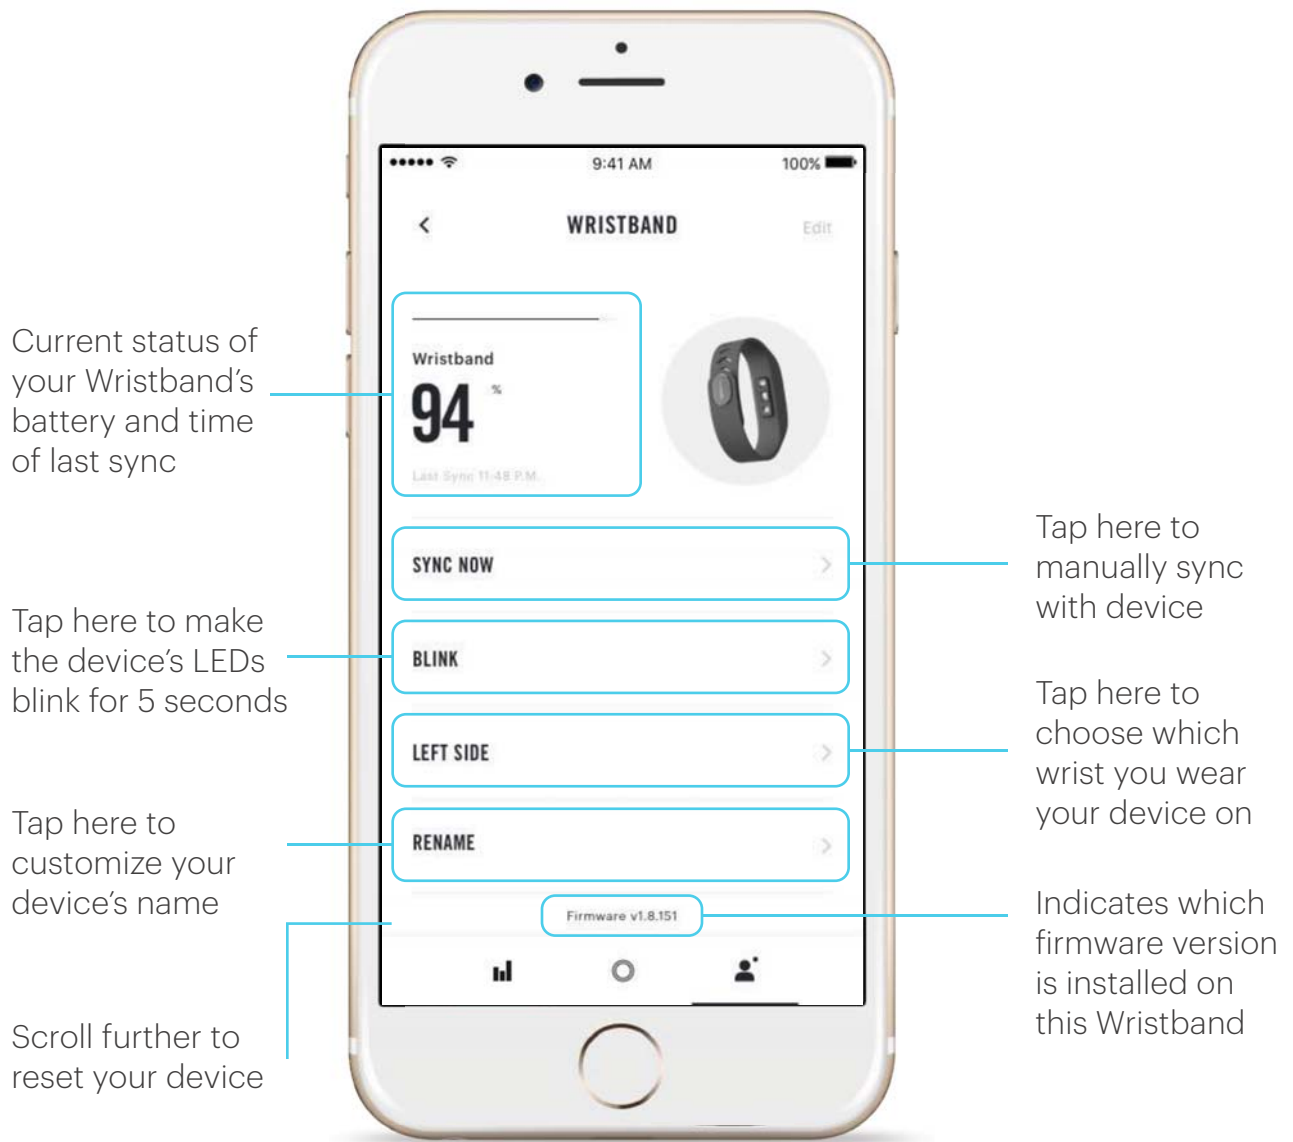 9:41 AM
100%
WRISTBAND
Edit
Current status of
your Wristband's
battery and time
of last sync
Wristband
94 %
Last Sync 11:48 P.M.
SYNC NOW
Tap here to
manually sync
with device
Tap here to make
the device's LEDs
blink for 5 seconds
BLINK
LEFT SIDE
Tap here to
choose which
wrist you wear
your device on
Tap here to
customize your
device's name
RENAME
Firmware v1.8.151
Indicates which
firmware version
is installed on
this Wristband
Scroll further to
reset your device